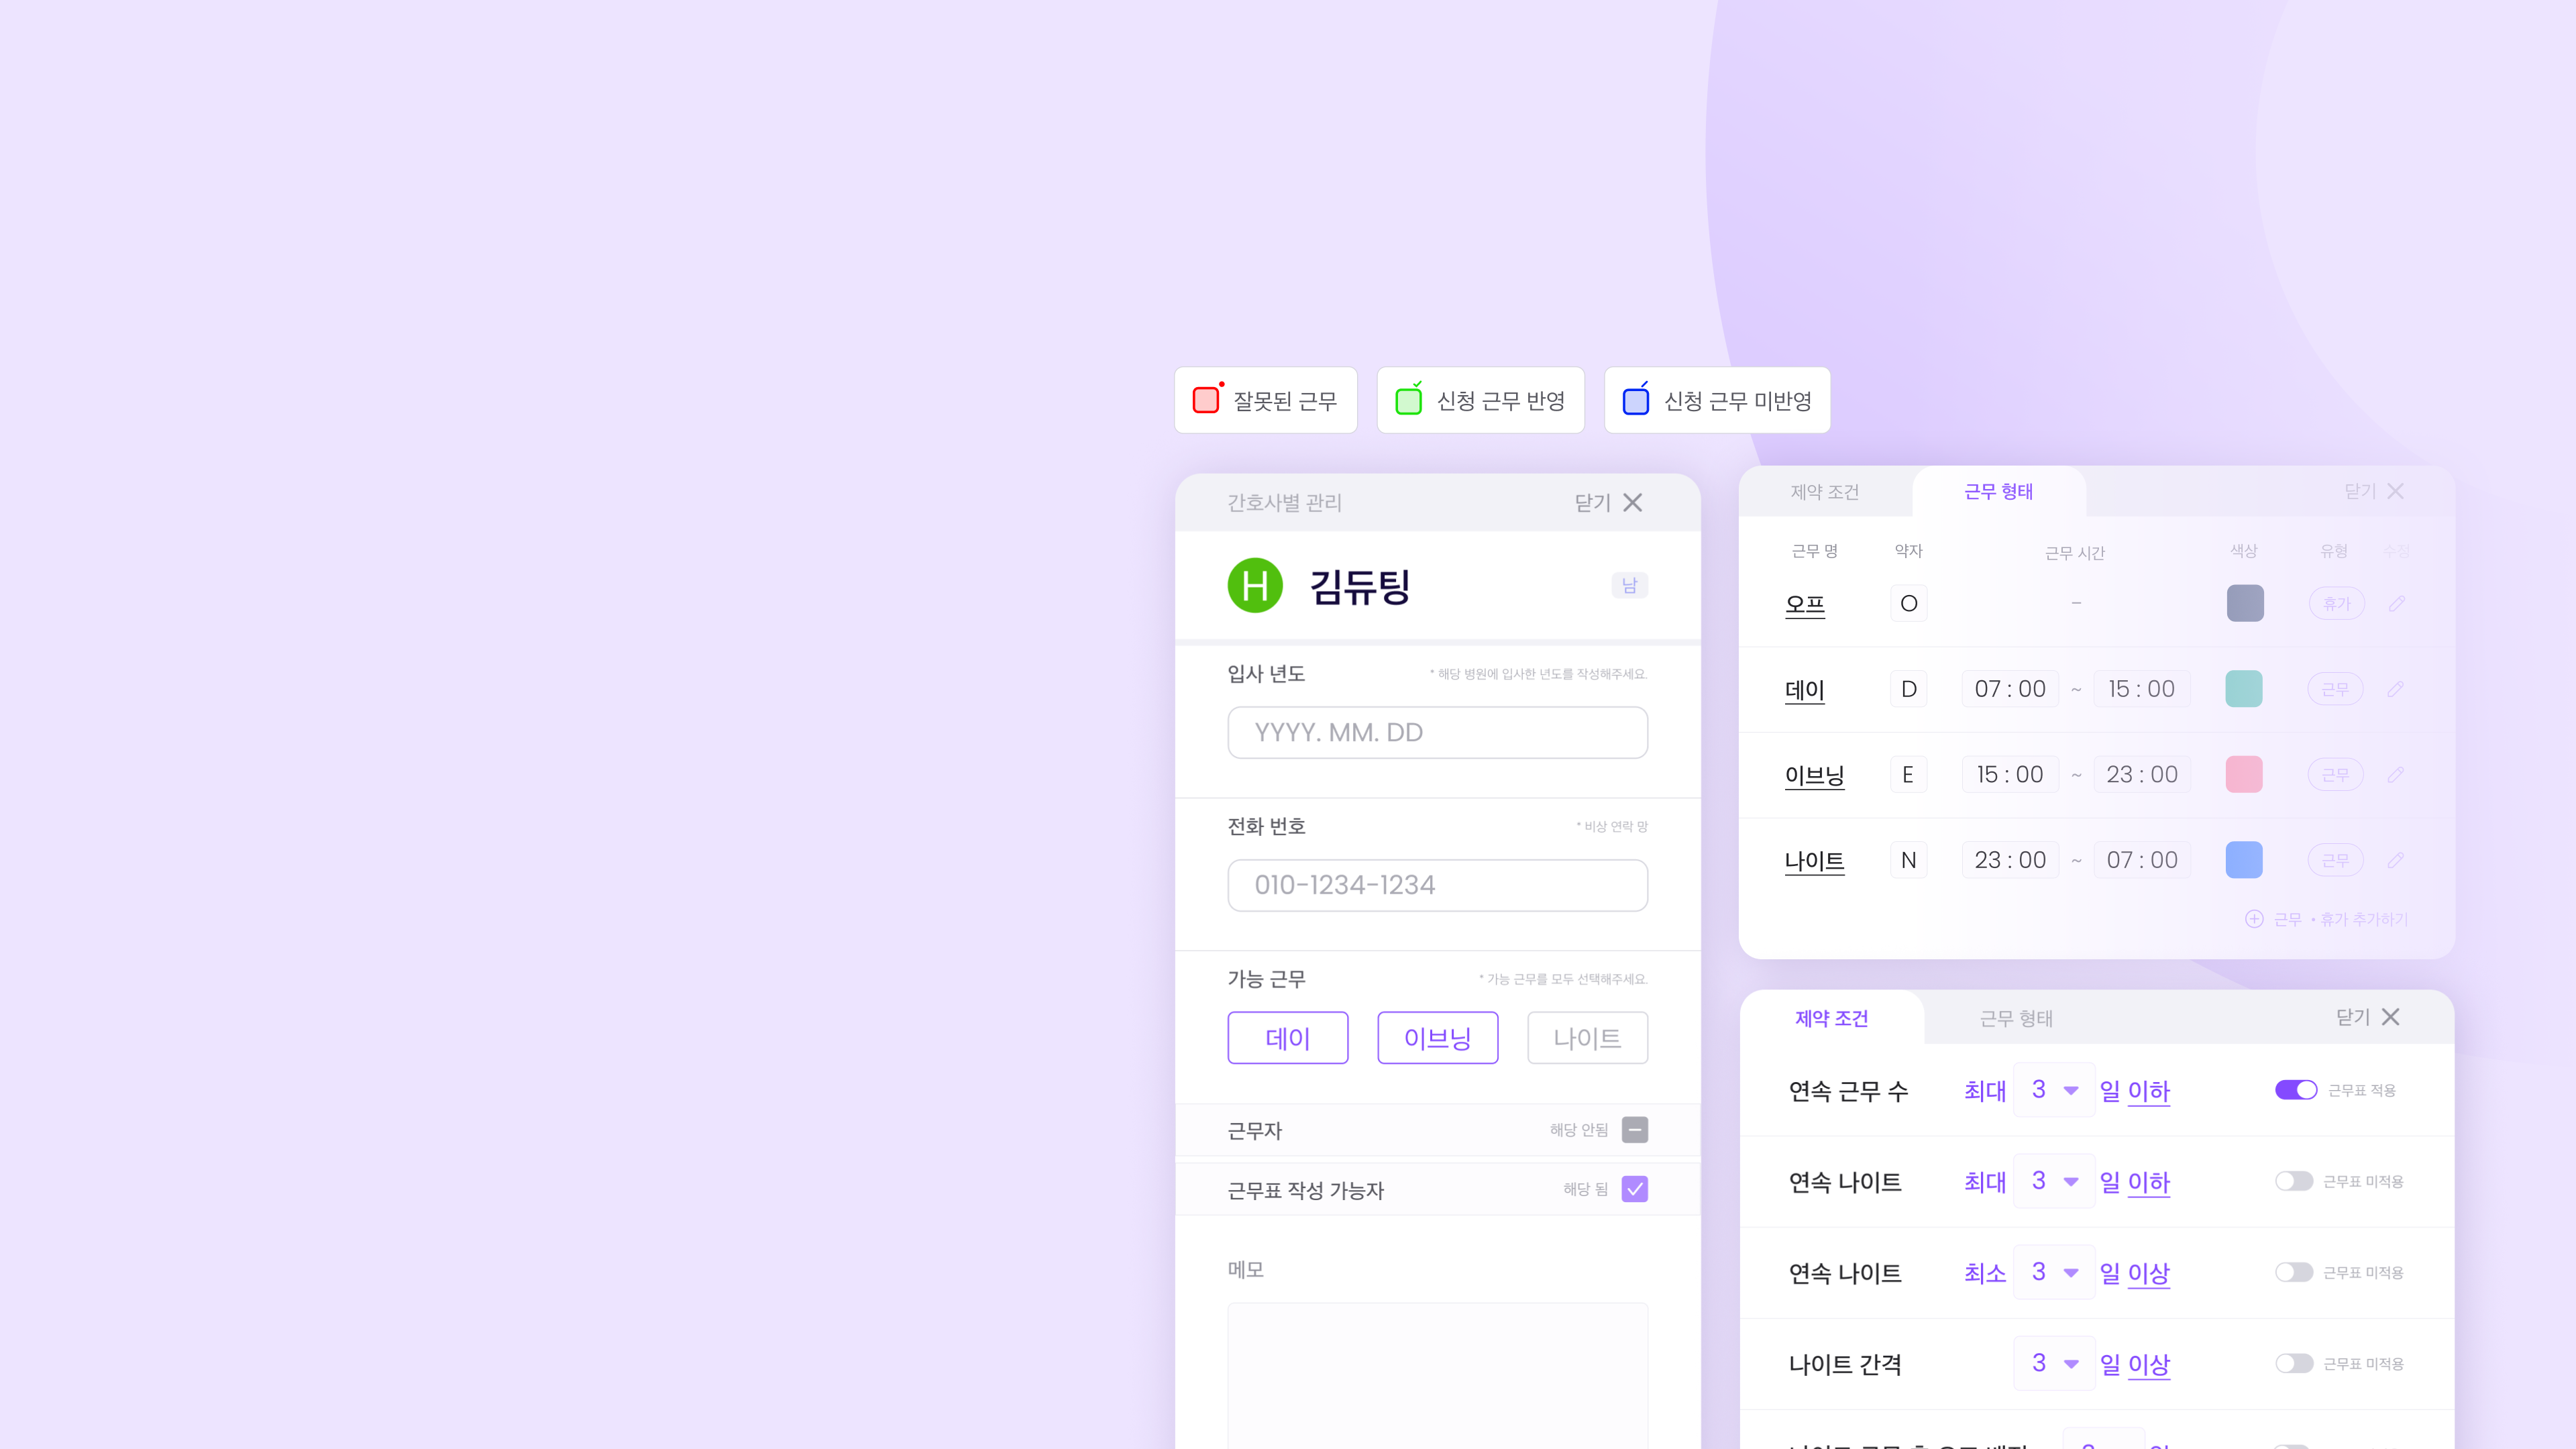 잘못된 근무
신청 근무 반영
신청 근무 미반영
간호사별 관리
닫기
H
김듀팅
남
입사 년도
* 해당 병원에 입사한 년도를 작성해주세요.
YYYY. MM. DD
전화 번호
* 비상 연락 망
010-1234-1234
가능 근무
* 가능 근무를 모두 선택해주세요.
데이 이브닝 나이트
근무자
해당 안됨
근무표 작성 가능자
해당 됨
메모
제약 조건 근무 형태 닫기
근무 명 약자 근무 시간 색상 유형 수정
오프 O - 휴가
데이 D 07 : 00 ~ 15 : 00 근무
이브닝 E 15 : 00 ~ 23 : 00 근무
나이트 N 23 : 00 ~ 07 : 00 근무
근무 • 휴가 추가하기
제약 조건 근무 형태 닫기
연속 근무 수 최대 3 일 이하 근무표 적용
연속 나이트 최대 3 일 이하 근무표 미적용
연속 나이트 최소 3 일 이상 근무표 미적용
나이트 간격 3 일 이상 근무표 미적용